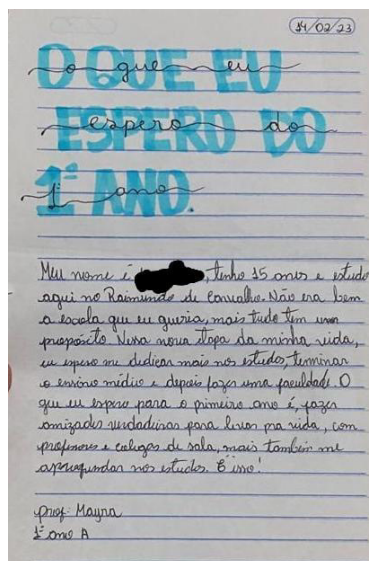 14/02/23
O QUE EU
o que eu
ESPERO DO
espero do
1º ANO.
1º ano
Meu nome é , tenho 15 anos e estudo
aqui no Raimundo de Carvalho. Não era bem
a escola que eu queria, mais tudo tem um
propósito. Nessa nova etapa da minha vida,
eu espero me dedicar mais nos estudos, terminar
o ensino médio e depois fazer uma faculdade. O
que eu espero para o primeiro ano é, fazer
amizades verdadeiras para levar pra vida, com
professores e colegas de sala, mais também me
aprofundar nos estudos. É isso!
prof: Mayra
1º ano A